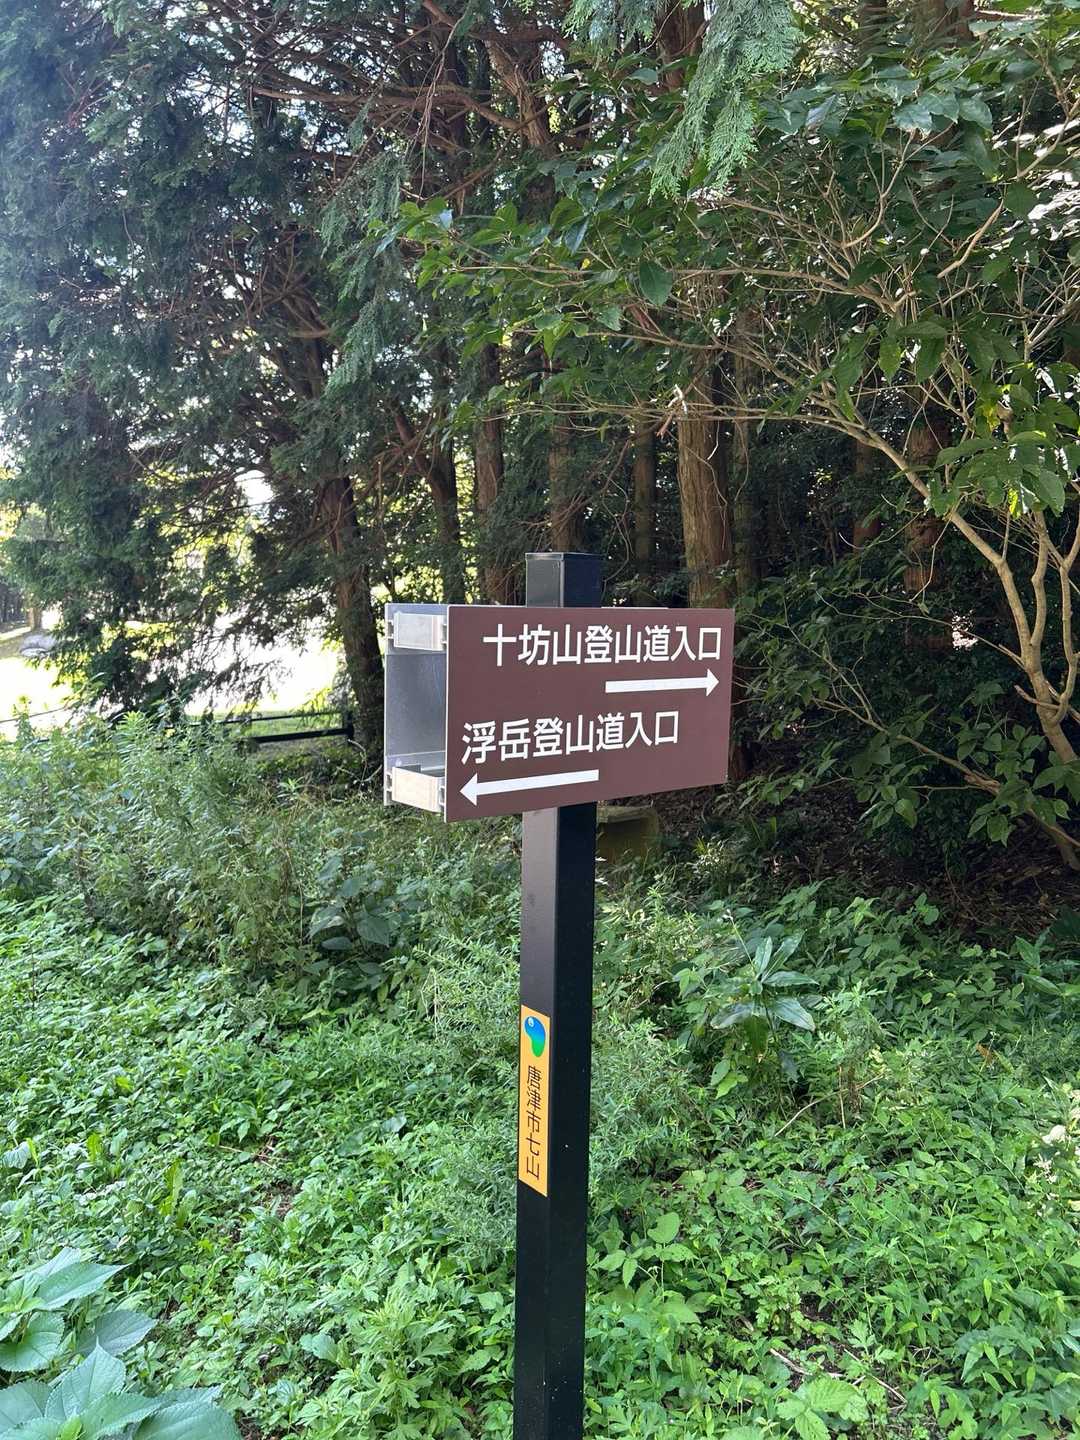 十坊山登山道入口
→
浮岳登山道入口
←
唐津市七山